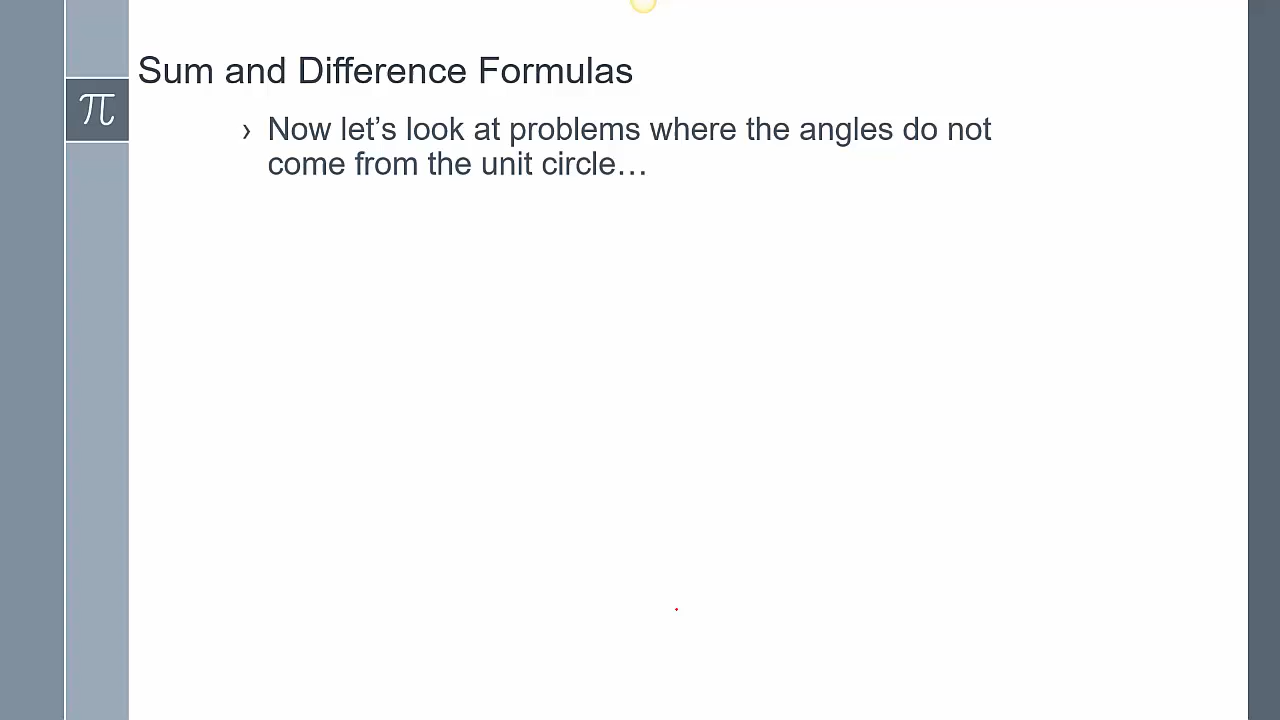 Sum and Difference Formulas
π
› Now let’s look at problems where the angles do not
come from the unit circle…